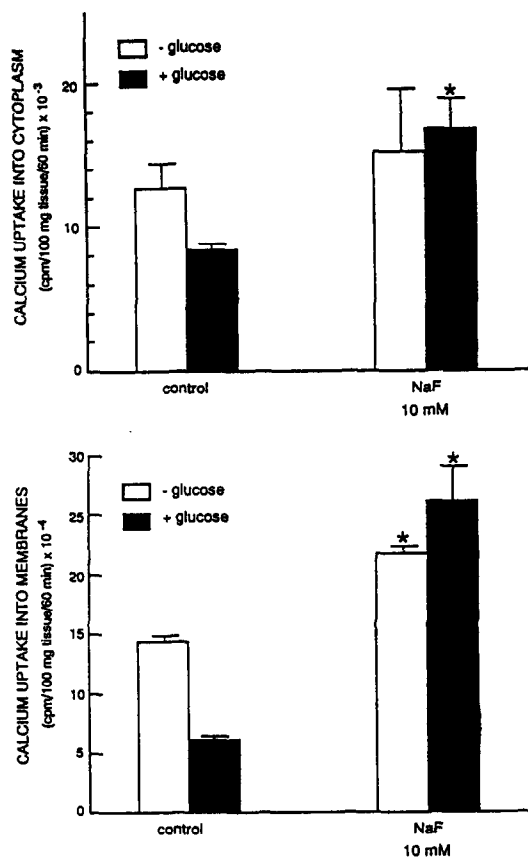 CALCIUM UPTAKE INTO CYTOPLASM
(cpm/100 mg tissue/60 min) x 10⁻³
- glucose
+ glucose
20
10
0
*
control
NaF
10 mM
CALCIUM UPTAKE INTO MEMBRANES
(cpm/100 mg tissue/60 min) x 10⁻⁴
- glucose
+ glucose
30
25
20
15
10
5
0
*
*
control
NaF
10 mM